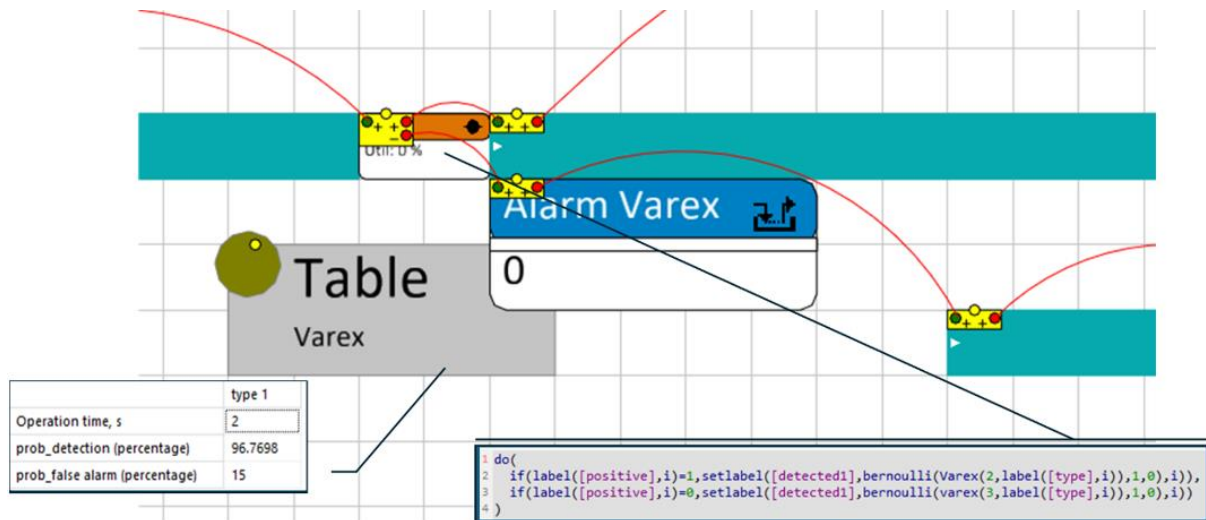 Util: 0 %
Alarm Varex
0
Table
Varex
type 1
Operation time, s 2
prob_detection (percentage) 96.7698
prob_false alarm (percentage) 15
1 do(
2 if(label([positive],i)=1,setlabel([detected1],bernoulli(Varex(2,label([type],i)),1,0),i)),
3 if(label([positive],i)=0,setlabel([detected1],bernoulli(varex(3,label([type],i)),1,0),i))
4 )